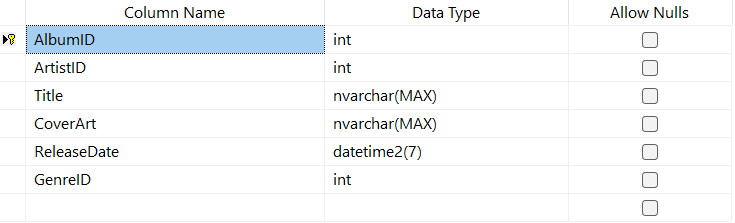 Column Name Data Type Allow Nulls
AlbumID int
ArtistID int
Title nvarchar(MAX)
CoverArt nvarchar(MAX)
ReleaseDate datetime2(7)
GenreID int